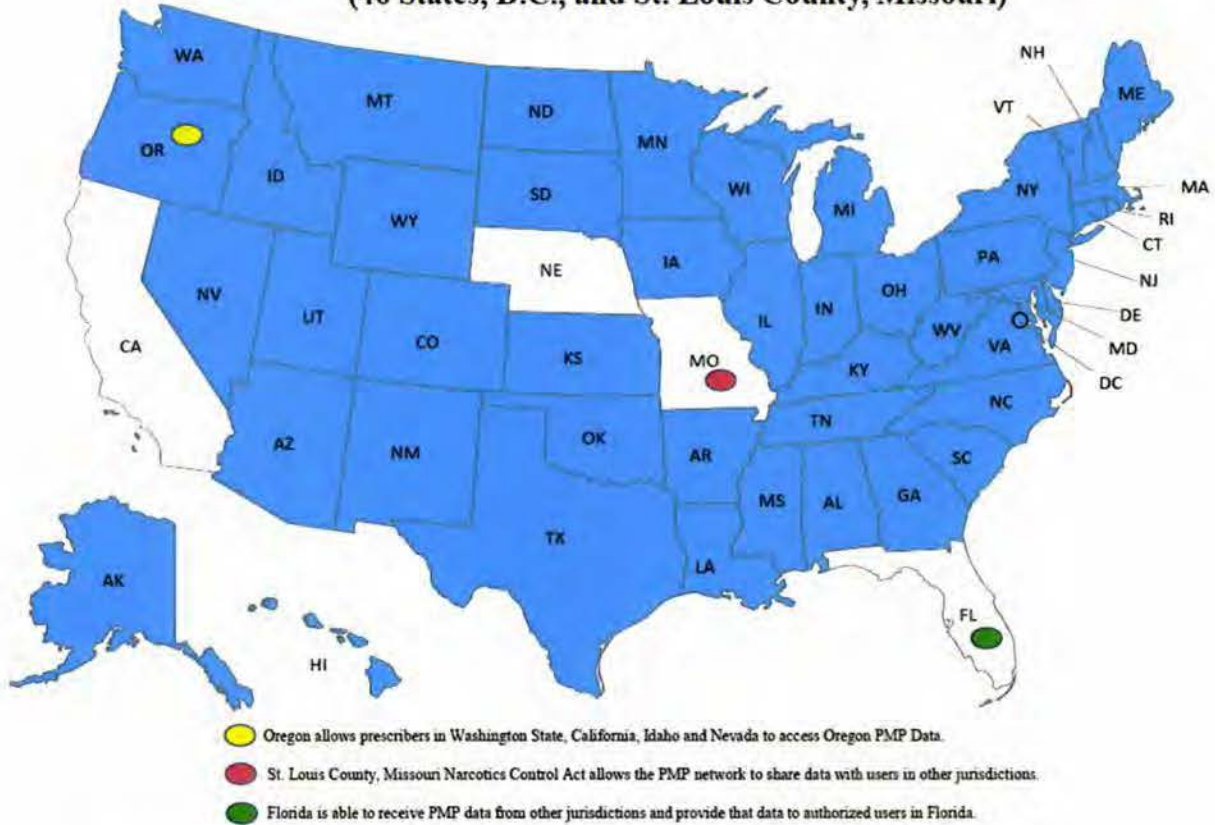 (46 States, D.C., and St. Louis County, Missouri)
WA
MT
ND
MN
NH
VT
ME
OR
ID
SD
WI
MI
NY
MA
RI
CT
WY
NE
IA
PA
NJ
NV
UT
CO
KS
MO
IL
IN
OH
WV
VA
DE
MD
DC
CA
KY
NC
TN
AZ
NM
OK
AR
SC
MS
AL
GA
TX
LA
AK
FL
HI
Oregon allows prescribers in Washington State, California, Idaho and Nevada to access Oregon PMP Data.
St. Louis County, Missouri Narcotics Control Act allows the PMP network to share data with users in other jurisdictions.
Florida is able to receive PMP data from other jurisdictions and provide that data to authorized users in Florida.